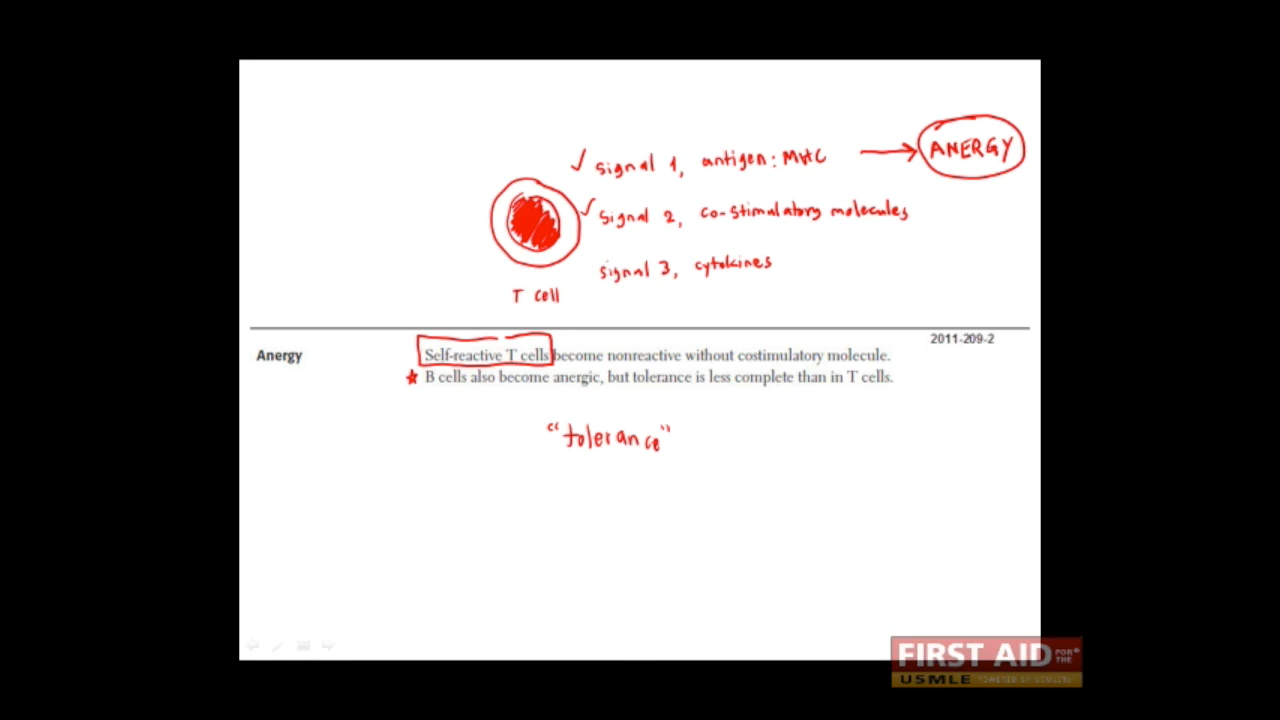 signal 1, antigen: MHC → ANERGY
signal 2, co-stimulatory molecules
signal 3, cytokines
T cell
2011-209-2
Anergy
Self-reactive T cells become nonreactive without costimulatory molecule.
★ B cells also become anergic, but tolerance is less complete than in T cells.
"tolerance"
FIRST AID FOR THE
USMLE